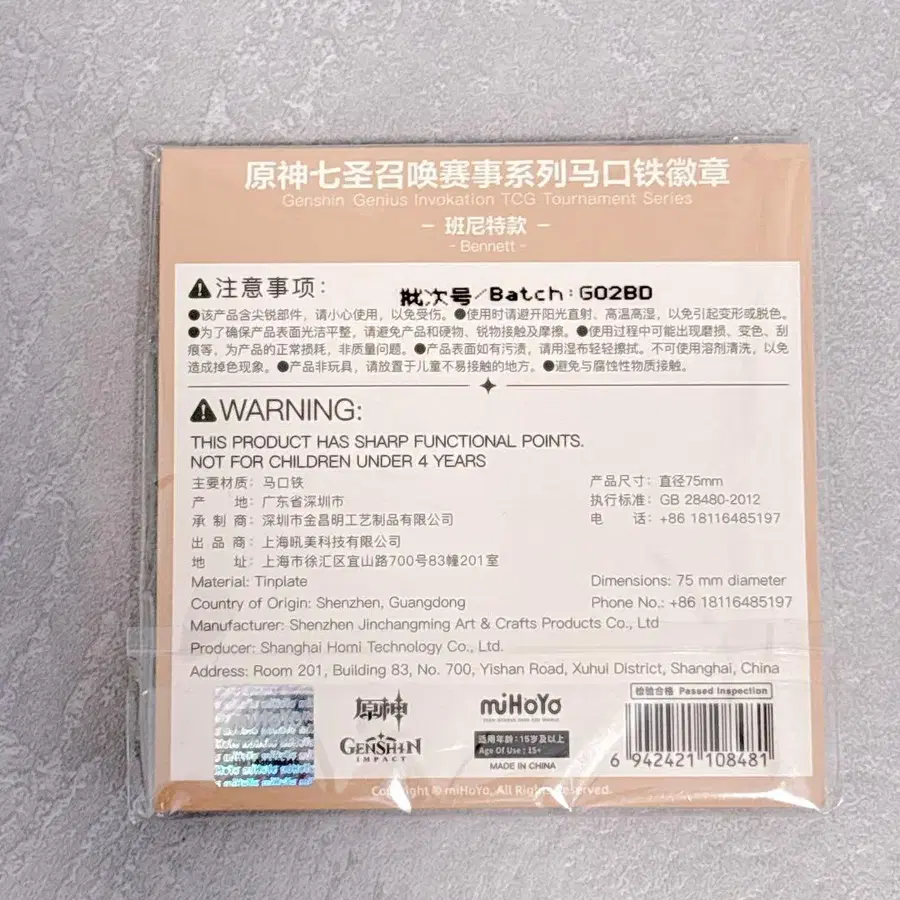 原神七圣召唤赛事系列马口铁徽章
Genshin Genius Invokation TCG Tournament Series
- 班尼特款 -
- Bennett -
注意事项:
批次号/Batch:G02BD
●该产品含尖锐部件，请小心使用，以免受伤。●使用时请避开阳光直射、高温高湿，以免引起变形或脱色。
●为了确保产品表面光洁平整，请避免产品和硬物、锐物接触及摩擦。●使用过程中可能出现磨损、变色、刮
痕等，为产品的正常损耗，非质量问题。●产品表面如有污渍，请用湿布轻轻擦拭。不可使用溶剂清洗，以免
造成掉色现象。●产品非玩具，请放置于儿童不易接触的地方。●避免与腐蚀性物质接触。
WARNING:
THIS PRODUCT HAS SHARP FUNCTIONAL POINTS.
NOT FOR CHILDREN UNDER 4 YEARS
主要材质: 马口铁
产品尺寸: 直径75mm
产 地: 广东省深圳市
执行标准: GB 28480-2012
承 制 商: 深圳市金昌明工艺制品有限公司
电 话: +86 18116485197
出 品 商: 上海吼美科技有限公司
地 址: 上海市徐汇区宜山路700号83幢201室
Material: Tinplate
Dimensions: 75 mm diameter
Country of Origin: Shenzhen, Guangdong
Phone No.: +86 18116485197
Manufacturer: Shenzhen Jinchangming Art & Crafts Products Co., Ltd
Producer: Shanghai Homi Technology Co., Ltd.
Address: Room 201, Building 83, No. 700, Yishan Road, Xuhui District, Shanghai, China
原神
GENSHIN
IMPACT
miHoYo
TECH OTAKUS SAVE THE WORLD
适用年龄:15岁及以上
Age Of Use : 15+
MADE IN CHINA
检验合格 Passed Inspection
6 942421 108481
Copyright © miHoYo, All Rights Reserved.